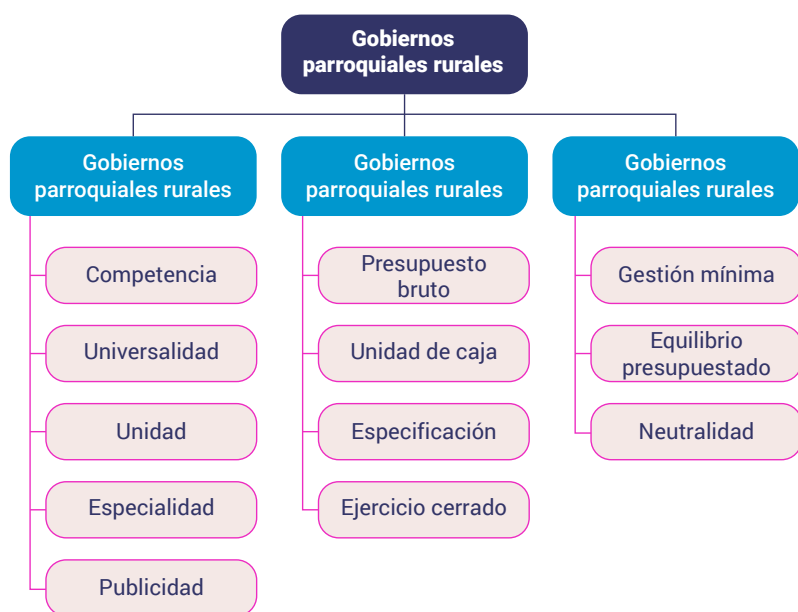 Gobiernos
parroquiales rurales
Gobiernos
parroquiales rurales
Competencia
Universalidad
Unidad
Especialidad
Publicidad
Gobiernos
parroquiales rurales
Presupuesto
bruto
Unidad de caja
Especificación
Ejercicio cerrado
Gobiernos
parroquiales rurales
Gestión mínima
Equilibrio
presupuestado
Neutralidad